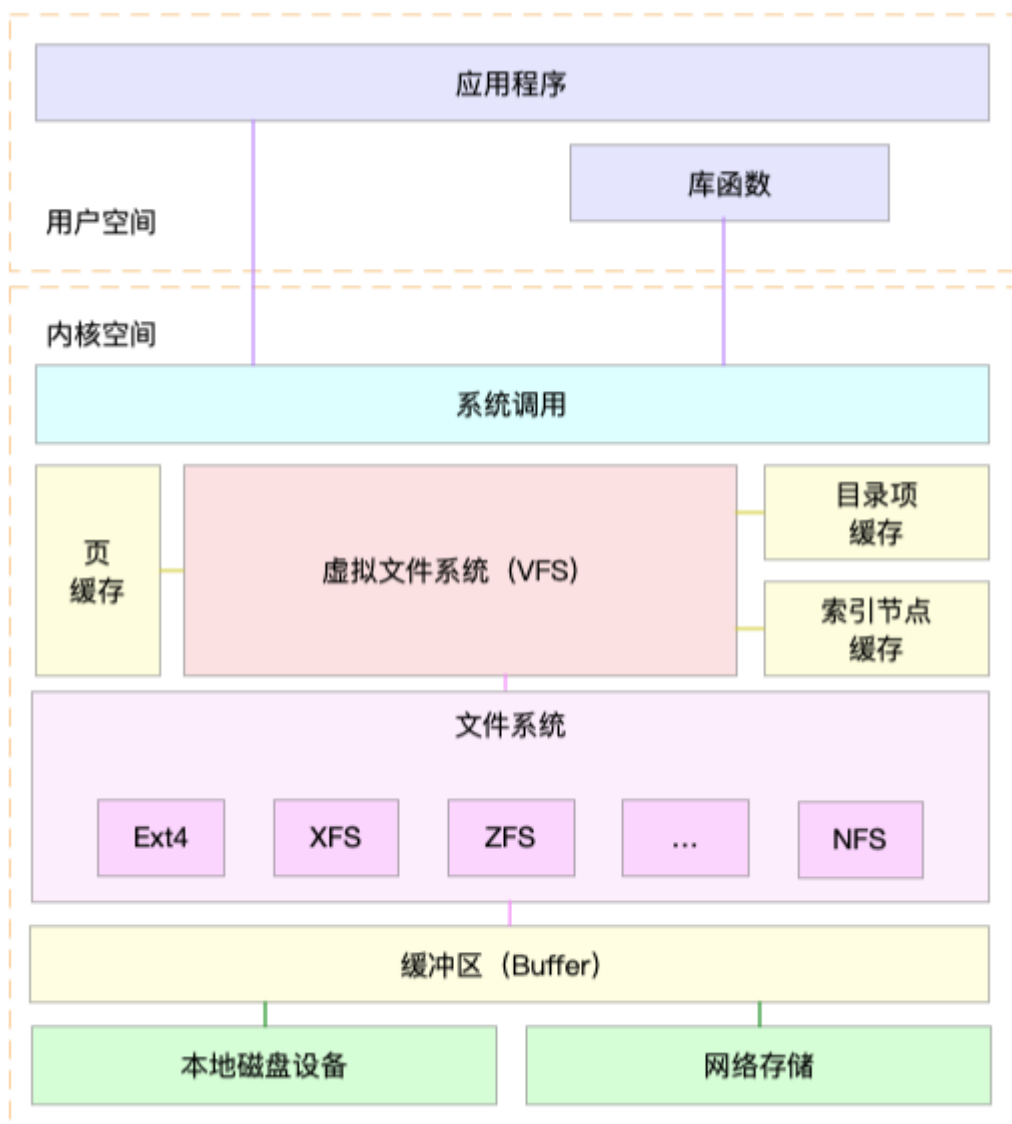 应用程序
库函数
用户空间
内核空间
系统调用
页
缓存
虚拟文件系统（VFS）
目录项
缓存
索引节点
缓存
文件系统
Ext4
XFS
ZFS
...
NFS
缓冲区（Buffer）
本地磁盘设备
网络存储